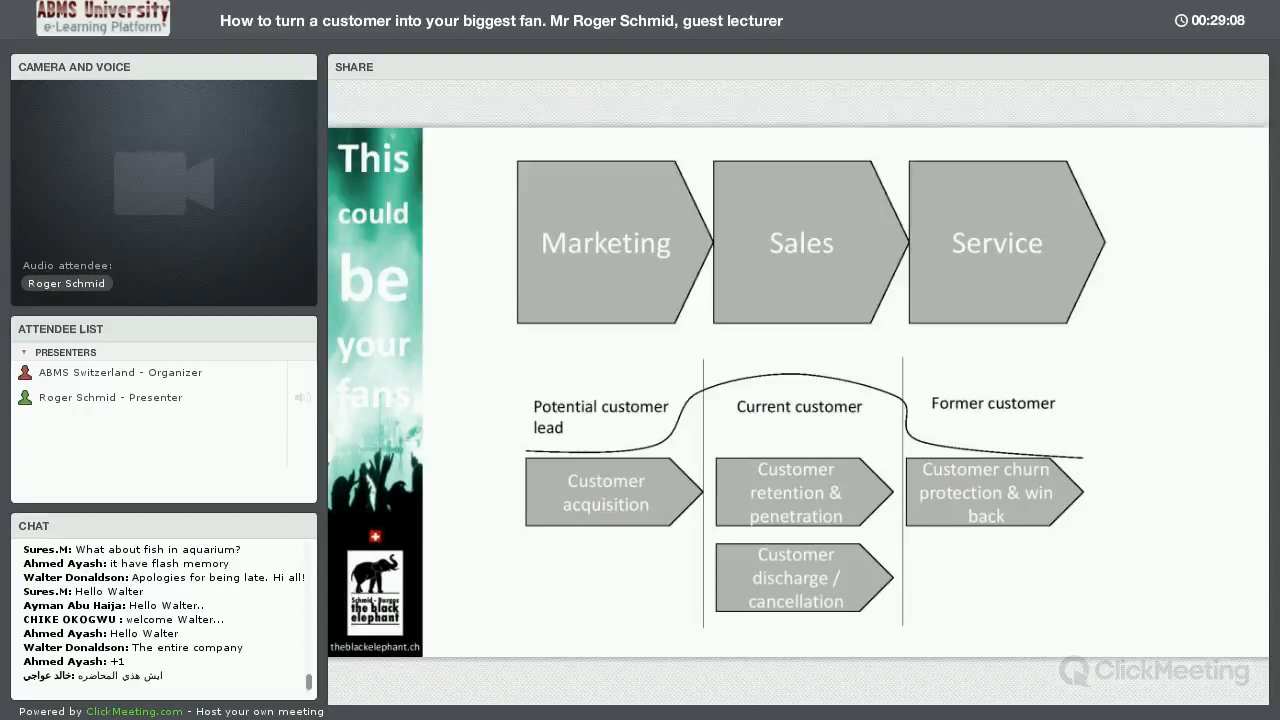 ABMS University
e-Learning Platform
How to turn a customer into your biggest fan. Mr Roger Schmid, guest lecturer
00:29:08
CAMERA AND VOICE
Audio attendee:
Roger Schmid
ATTENDEE LIST
PRESENTERS
ABMS Switzerland - Organizer
Roger Schmid - Presenter
CHAT
Sures.M: What about fish in aquarium?
Ahmed Ayash: it have flash memory
Walter Donaldson: Apologies for being late. Hi all!
Sures.M: Hello Walter
Ayman Abu Haija: Hello Walter..
CHIKE OKOGWU : welcome Walter...
Ahmed Ayash: Hello Walter
Walter Donaldson: The entire company
Ahmed Ayash: +1
خالد عواجي: ايش هذي المحاضره
Powered by ClickMeeting.com - Host your own meeting
SHARE
This
could
be
your
fans
Schmid - Burggs
the black
elephant
theblackelephant.ch
Marketing
Sales
Service
Potential customer
lead
Current customer
Former customer
Customer
acquisition
Customer
retention &
penetration
Customer churn
protection & win
back
Customer
discharge /
cancellation
ClickMeeting